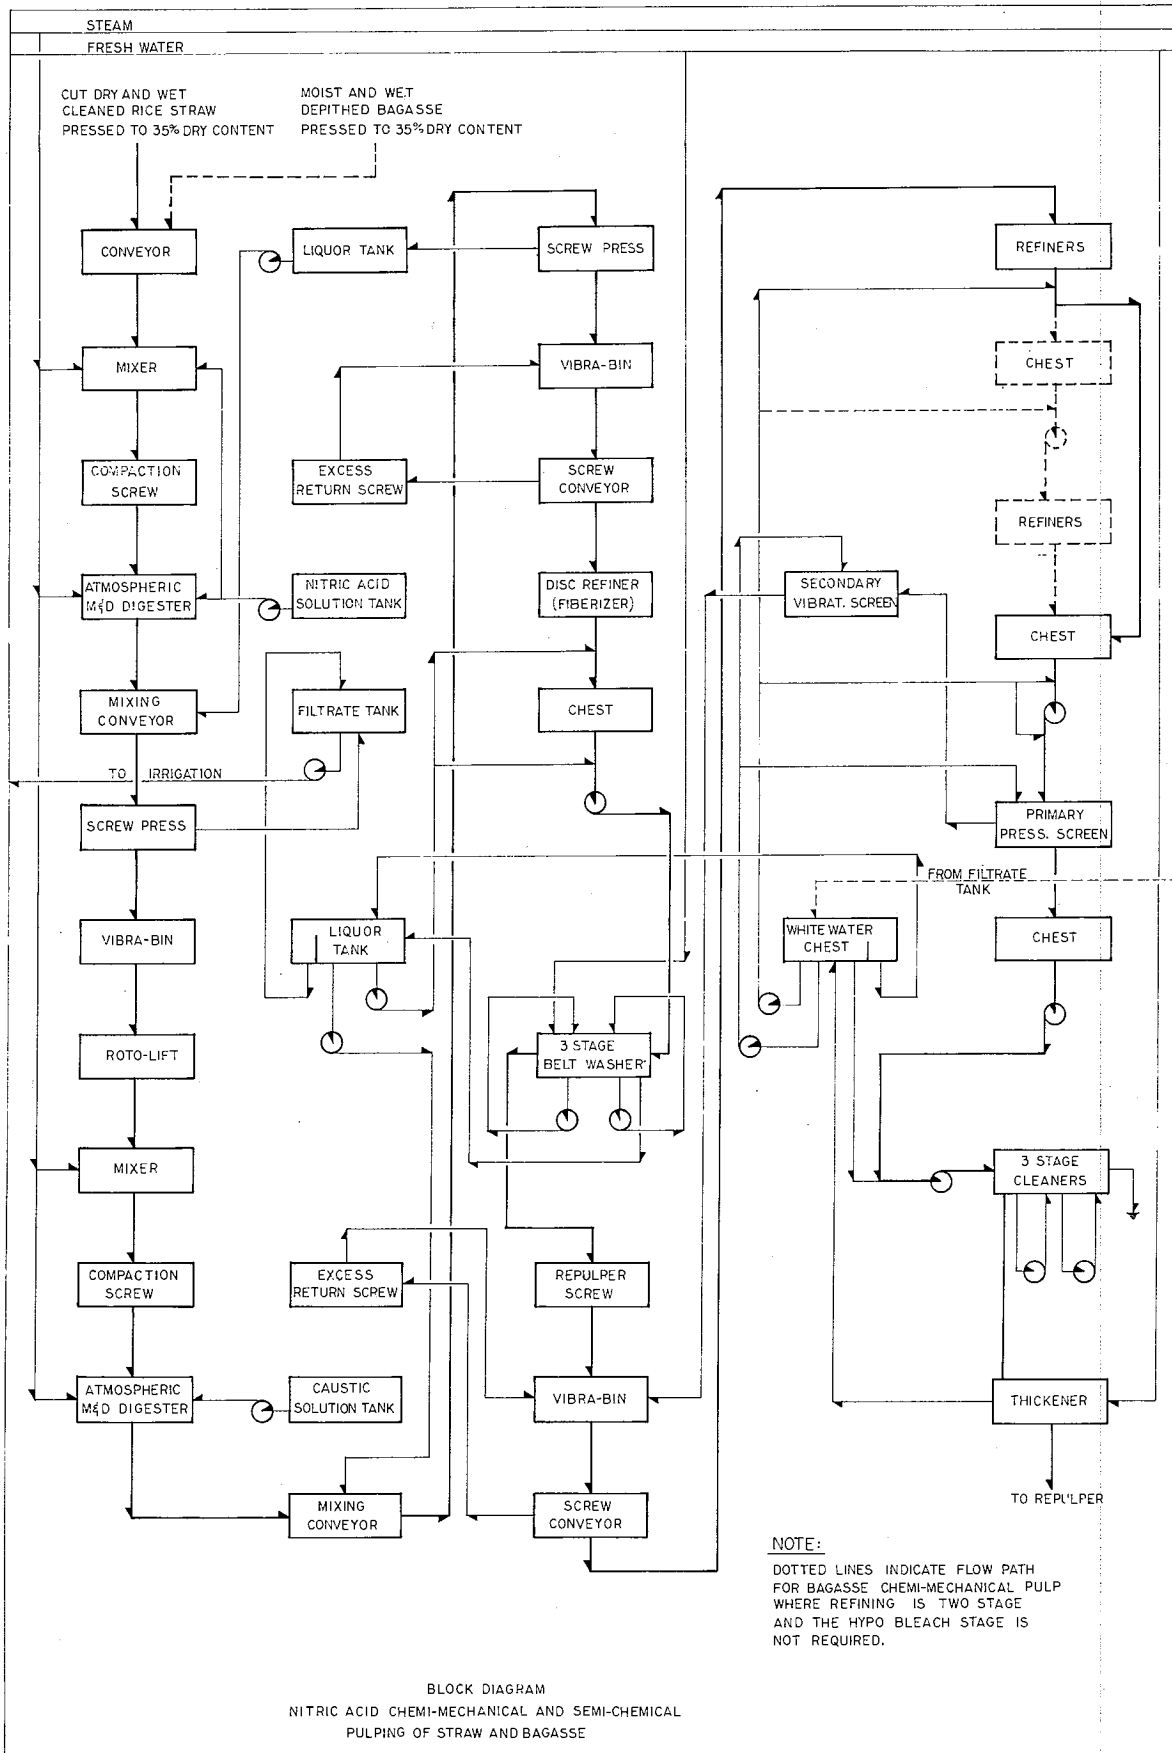 STEAM
FRESH WATER
CUT DRY AND WET
CLEANED RICE STRAW
PRESSED TO 35% DRY CONTENT
MOIST AND WET
DEPITHED BAGASSE
PRESSED TO 35% DRY CONTENT
CONVEYOR
MIXER
COMPACTION
SCREW
ATMOSPHERIC
M&D DIGESTER
MIXING
CONVEYOR
TO IRRIGATION
SCREW PRESS
VIBRA-BIN
ROTO-LIFT
MIXER
COMPACTION
SCREW
ATMOSPHERIC
M&D DIGESTER
LIQUOR TANK
EXCESS
RETURN SCREW
NITRIC ACID
SOLUTION TANK
FILTRATE TANK
LIQUOR
TANK
EXCESS
RETURN SCREW
CAUSTIC
SOLUTION TANK
MIXING
CONVEYOR
SCREW PRESS
VIBRA-BIN
SCREW
CONVEYOR
DISC REFINER
(FIBERIZER)
CHEST
3 STAGE
BELT WASHER
REPULPER
SCREW
VIBRA-BIN
SCREW
CONVEYOR
REFINERS
CHEST
REFINERS
SECONDARY
VIBRAT. SCREEN
CHEST
PRIMARY
PRESS. SCREEN
FROM FILTRATE
TANK
WHITE WATER
CHEST
CHEST
3 STAGE
CLEANERS
THICKENER
TO REPULPER
NOTE:
DOTTED LINES INDICATE FLOW PATH
FOR BAGASSE CHEMI-MECHANICAL PULP
WHERE REFINING IS TWO STAGE
AND THE HYPO BLEACH STAGE IS
NOT REQUIRED.
BLOCK DIAGRAM
NITRIC ACID CHEMI-MECHANICAL AND SEMI-CHEMICAL
PULPING OF STRAW AND BAGASSE